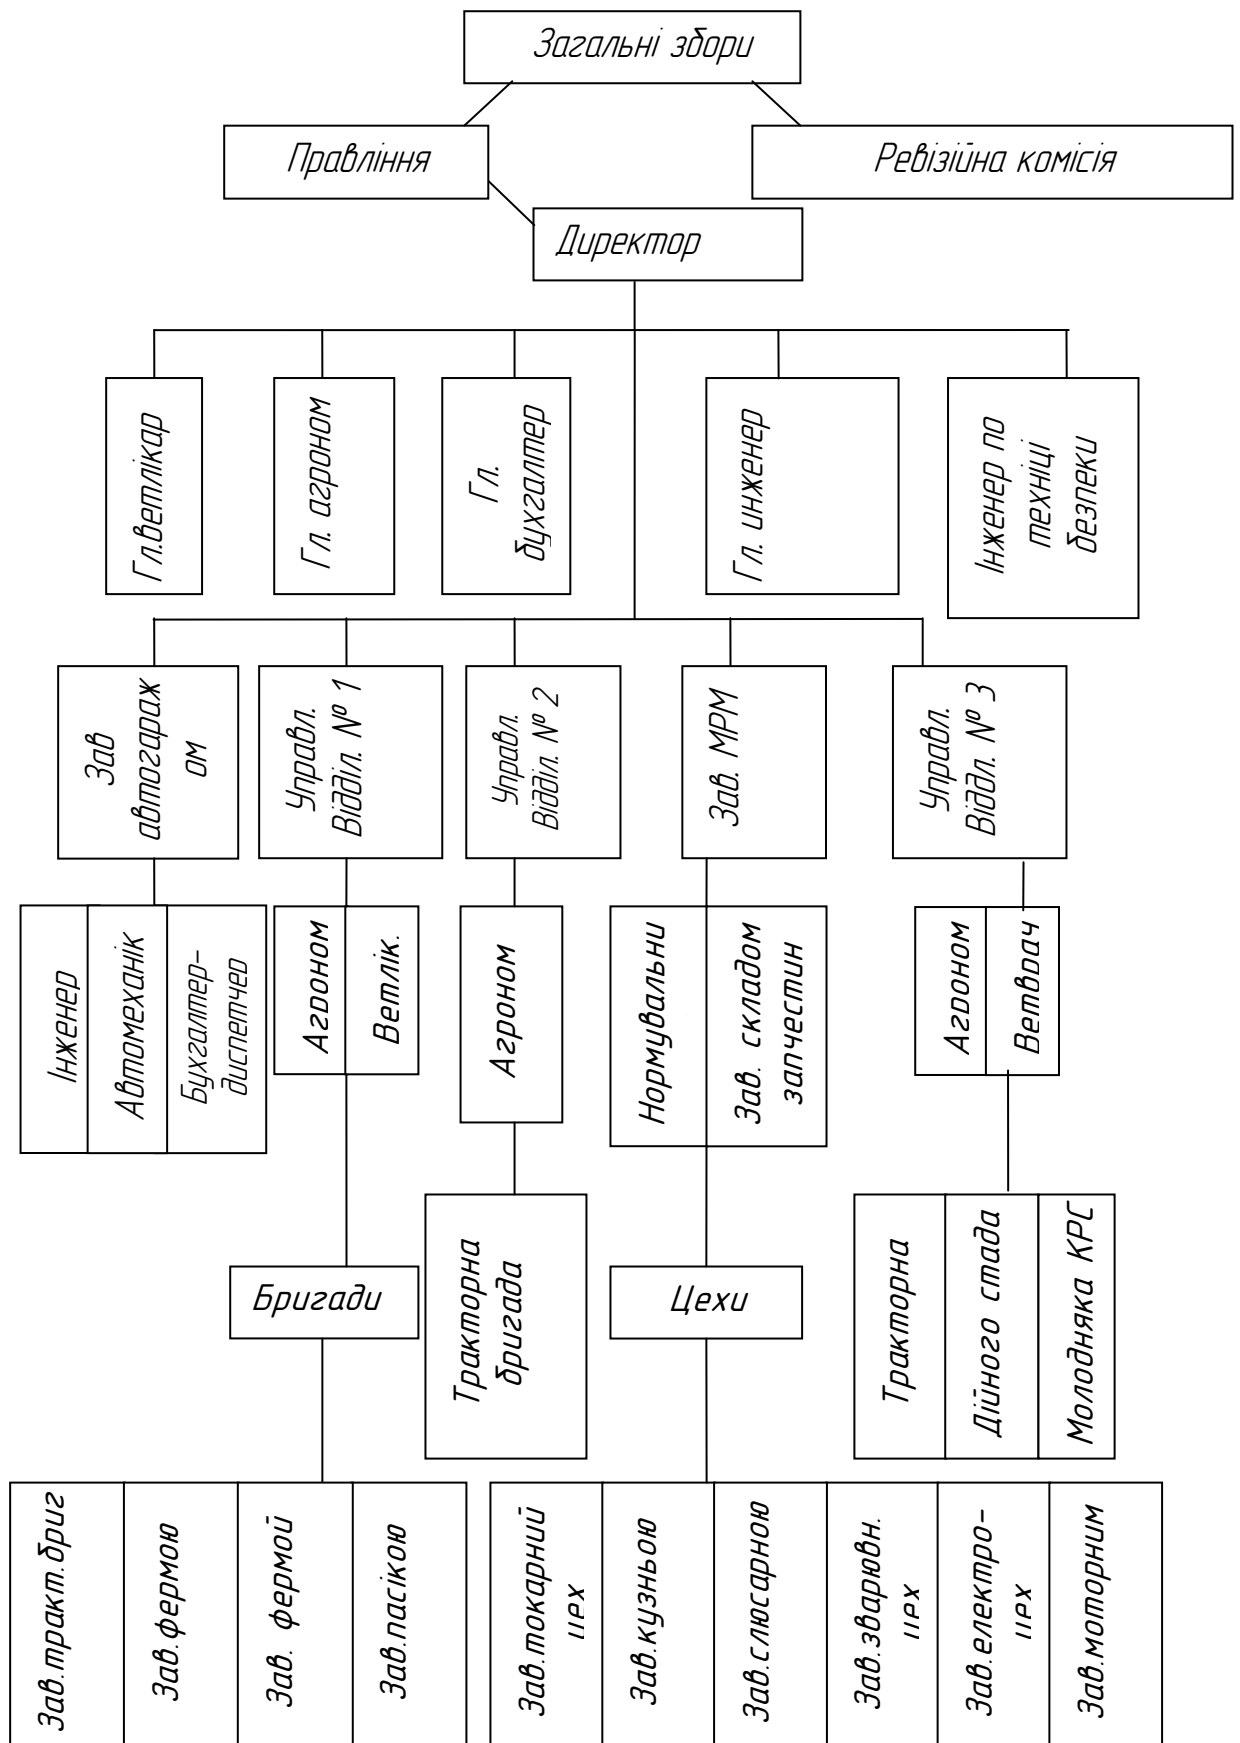 Загальні збори
Правління
Ревізійна комісія
Директор
Гл.ветлікар
Гл. агроном
Гл.
бухгалтер
Гл. инженер
Інженер по
техніці
безпеки
Зав
автогараж
ом
Управл.
Відділ. № 1
Управл.
Відділ. № 2
Зав. МРМ
Управл.
Віддл. № 3
Інженер
Автомеханік
Бухгалтер-
диспетчер
Агроном
Ветлік.
Агроном
Нормувальни
Зав. складом
запчестин
Агроном
Ветврач
Бригади
Тракторна
бригада
Цехи
Тракторна
Дійного стада
Молодняка КРС
Зав.тракт.бриг
Зав.фермою
Зав. фермой
Зав.пасікою
Зав.токарний
цех
Зав.кузньою
Зав.слюсарною
Зав.зварювн.
цех
Зав.електро-
цех
Зав.моторним